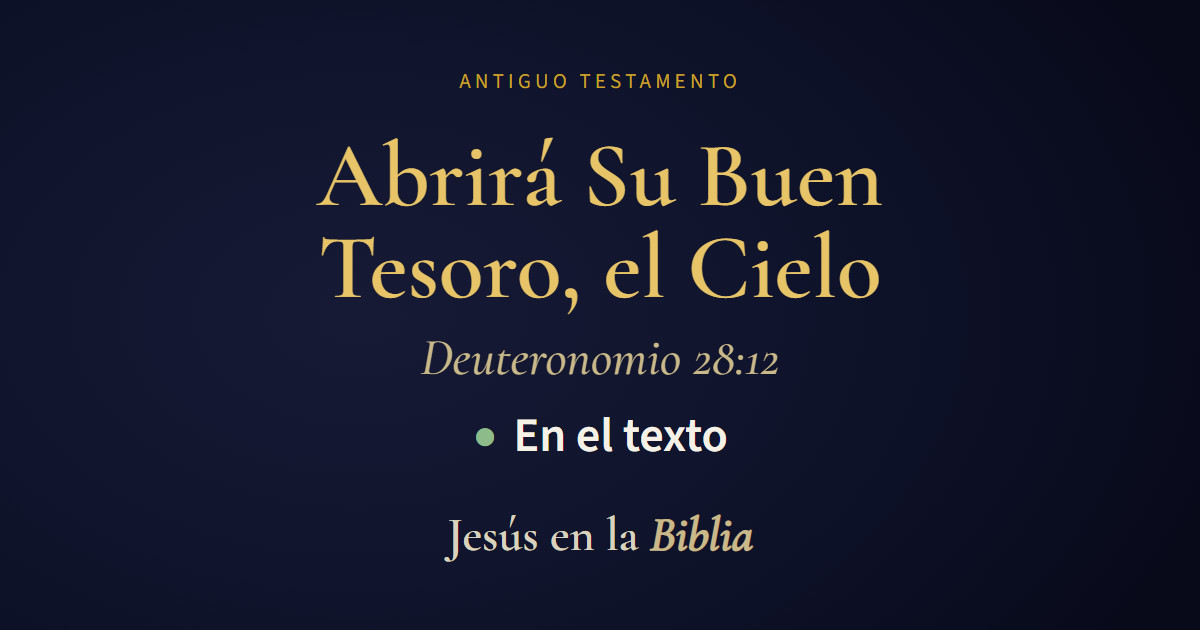 ANTIGUO TESTAMENTO
Abrirá Su Buen
Tesoro, el Cielo
Deuteronomio 28:12
En el texto
Jesús en la Biblia